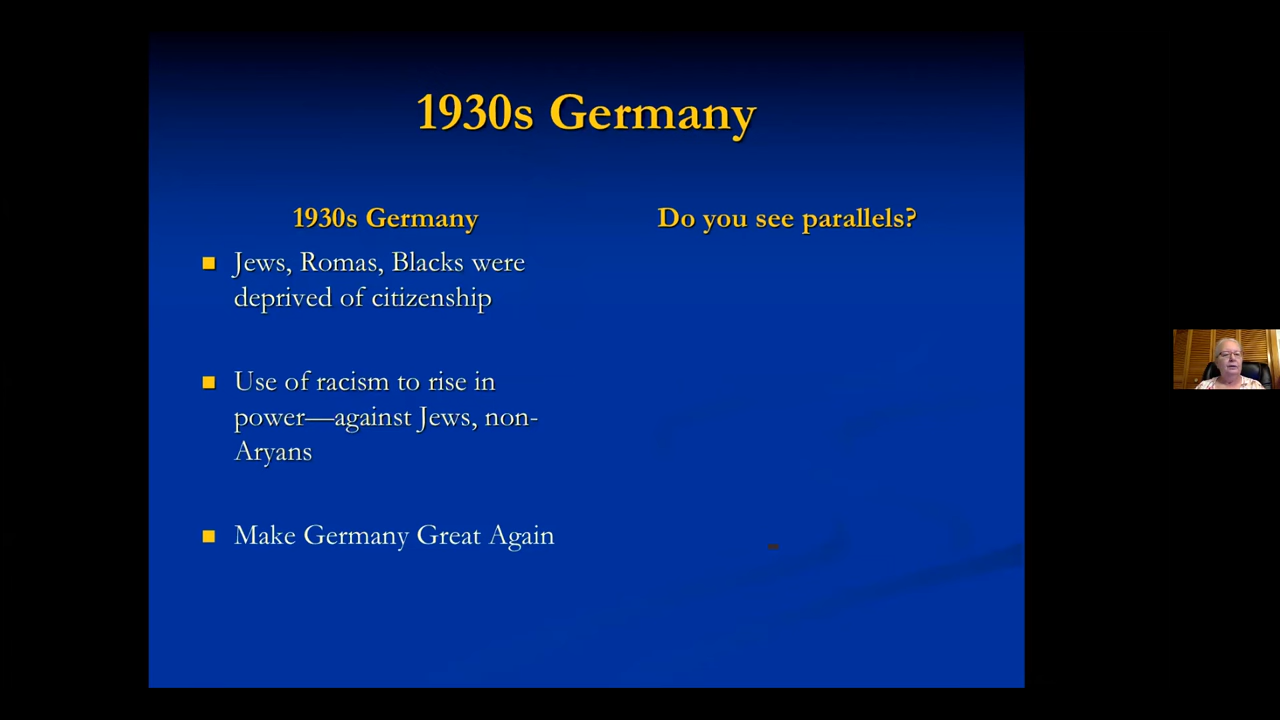 1930s Germany
1930s Germany
Jews, Romas, Blacks were
deprived of citizenship
Use of racism to rise in
power—against Jews, non-
Aryans
Make Germany Great Again
Do you see parallels?